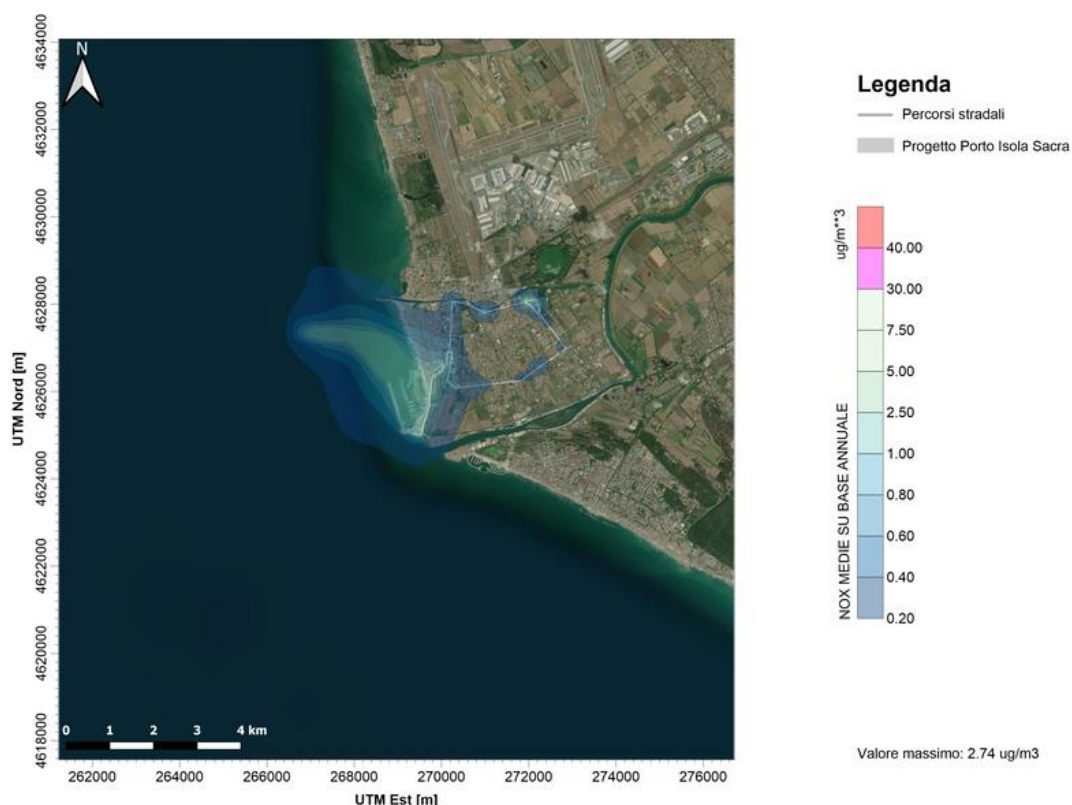 N
4634000
4632000
4630000
4628000
4626000
4624000
4622000
4620000
4618000
UTM Nord [m]
0 1 2 3 4 km
262000 264000 266000 268000 270000 272000 274000 276000
UTM Est [m]
Legenda
Percorsi stradali
Progetto Porto Isola Sacra
ug/m**3
NOX MEDIE SU BASE ANNUALE
40.00
30.00
7.50
5.00
2.50
1.00
0.80
0.60
0.40
0.20
Valore massimo: 2.74 ug/m3